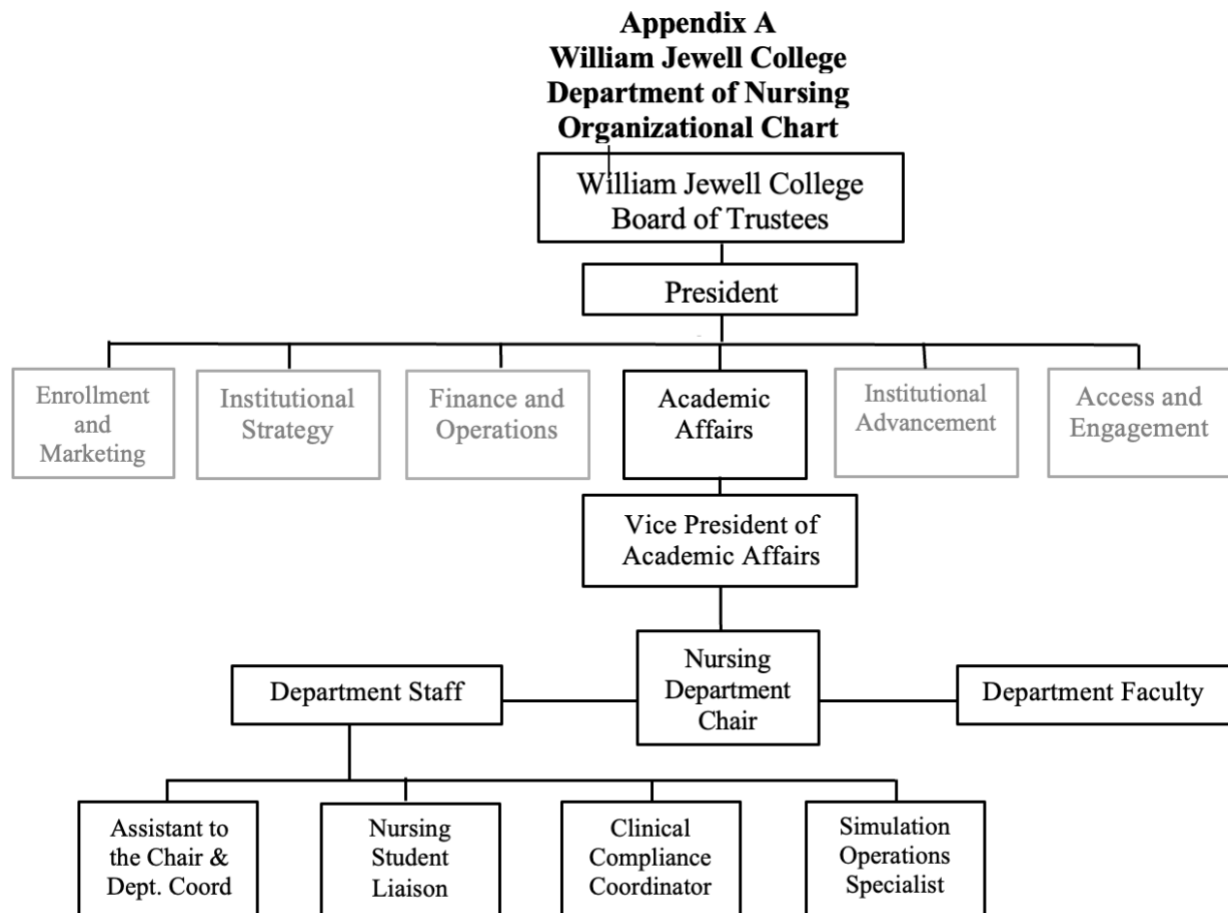 Appendix A
William Jewell College
Department of Nursing
Organizational Chart
William Jewell College
Board of Trustees
President
Enrollment
and
Marketing
Institutional
Strategy
Finance and
Operations
Academic
Affairs
Institutional
Advancement
Access and
Engagement
Vice President of
Academic Affairs
Department Staff
Nursing
Department
Chair
Department Faculty
Assistant to
the Chair &
Dept. Coord
Nursing
Student
Liaison
Clinical
Compliance
Coordinator
Simulation
Operations
Specialist